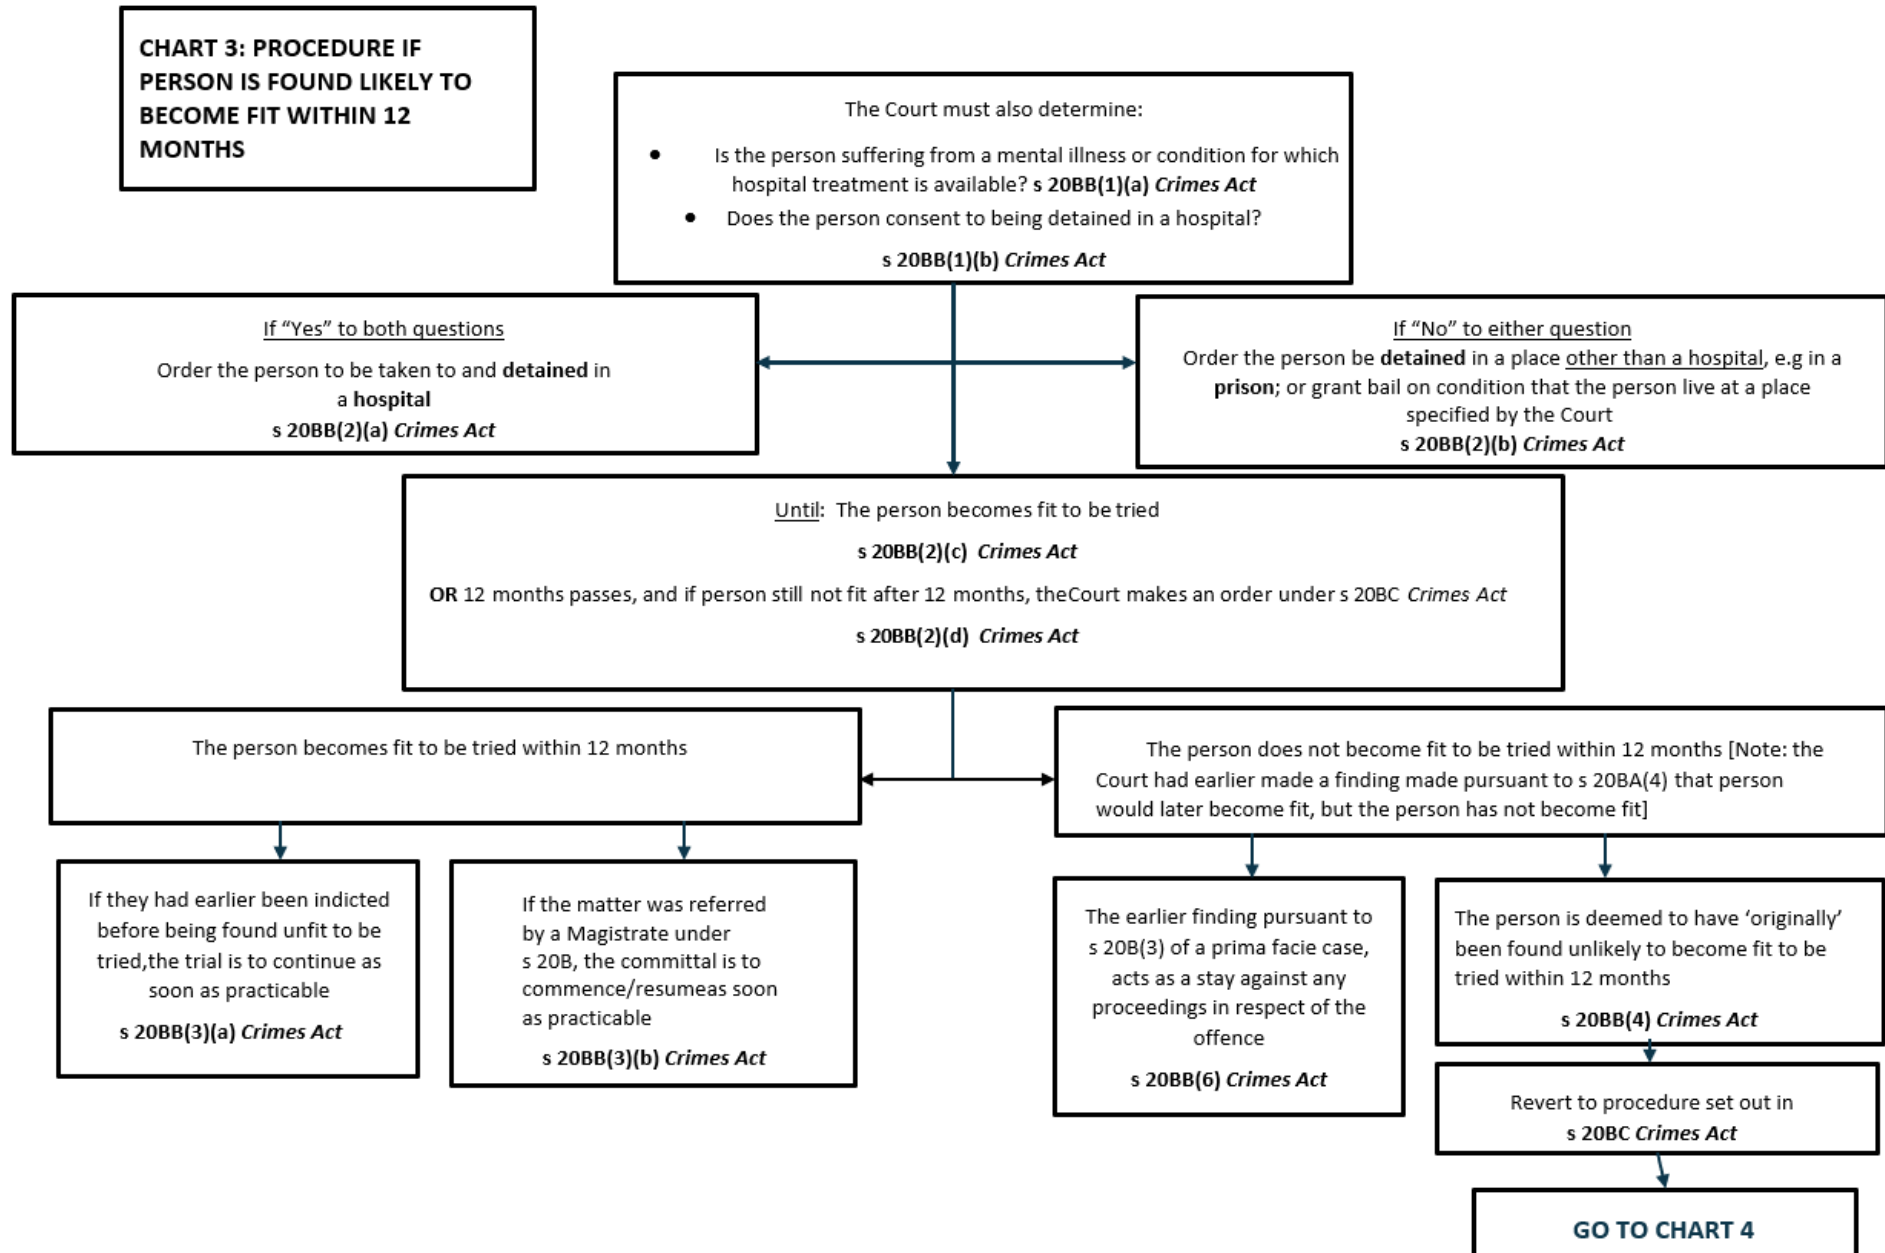 CHART 3: PROCEDURE IF
PERSON IS FOUND LIKELY TO
BECOME FIT WITHIN 12
MONTHS
The Court must also determine:
● Is the person suffering from a mental illness or condition for which
hospital treatment is available? s 20BB(1)(a) Crimes Act
● Does the person consent to being detained in a hospital?
s 20BB(1)(b) Crimes Act
If “Yes” to both questions
Order the person to be taken to and detained in
a hospital
s 20BB(2)(a) Crimes Act
If “No” to either question
Order the person be detained in a place other than a hospital, e.g in a
prison; or grant bail on condition that the person live at a place
specified by the Court
s 20BB(2)(b) Crimes Act
Until: The person becomes fit to be tried
s 20BB(2)(c) Crimes Act
OR 12 months passes, and if person still not fit after 12 months, theCourt makes an order under s 20BC Crimes Act
s 20BB(2)(d) Crimes Act
The person becomes fit to be tried within 12 months
The person does not become fit to be tried within 12 months [Note: the
Court had earlier made a finding made pursuant to s 20BA(4) that person
would later become fit, but the person has not become fit]
If they had earlier been indicted
before being found unfit to be
tried,the trial is to continue as
soon as practicable
s 20BB(3)(a) Crimes Act
If the matter was referred
by a Magistrate under
s 20B, the committal is to
commence/resumeas soon
as practicable
s 20BB(3)(b) Crimes Act
The earlier finding pursuant to
s 20B(3) of a prima facie case,
acts as a stay against any
proceedings in respect of the
offence
s 20BB(6) Crimes Act
The person is deemed to have ‘originally’
been found unlikely to become fit to be
tried within 12 months
s 20BB(4) Crimes Act
Revert to procedure set out in
s 20BC Crimes Act
GO TO CHART 4